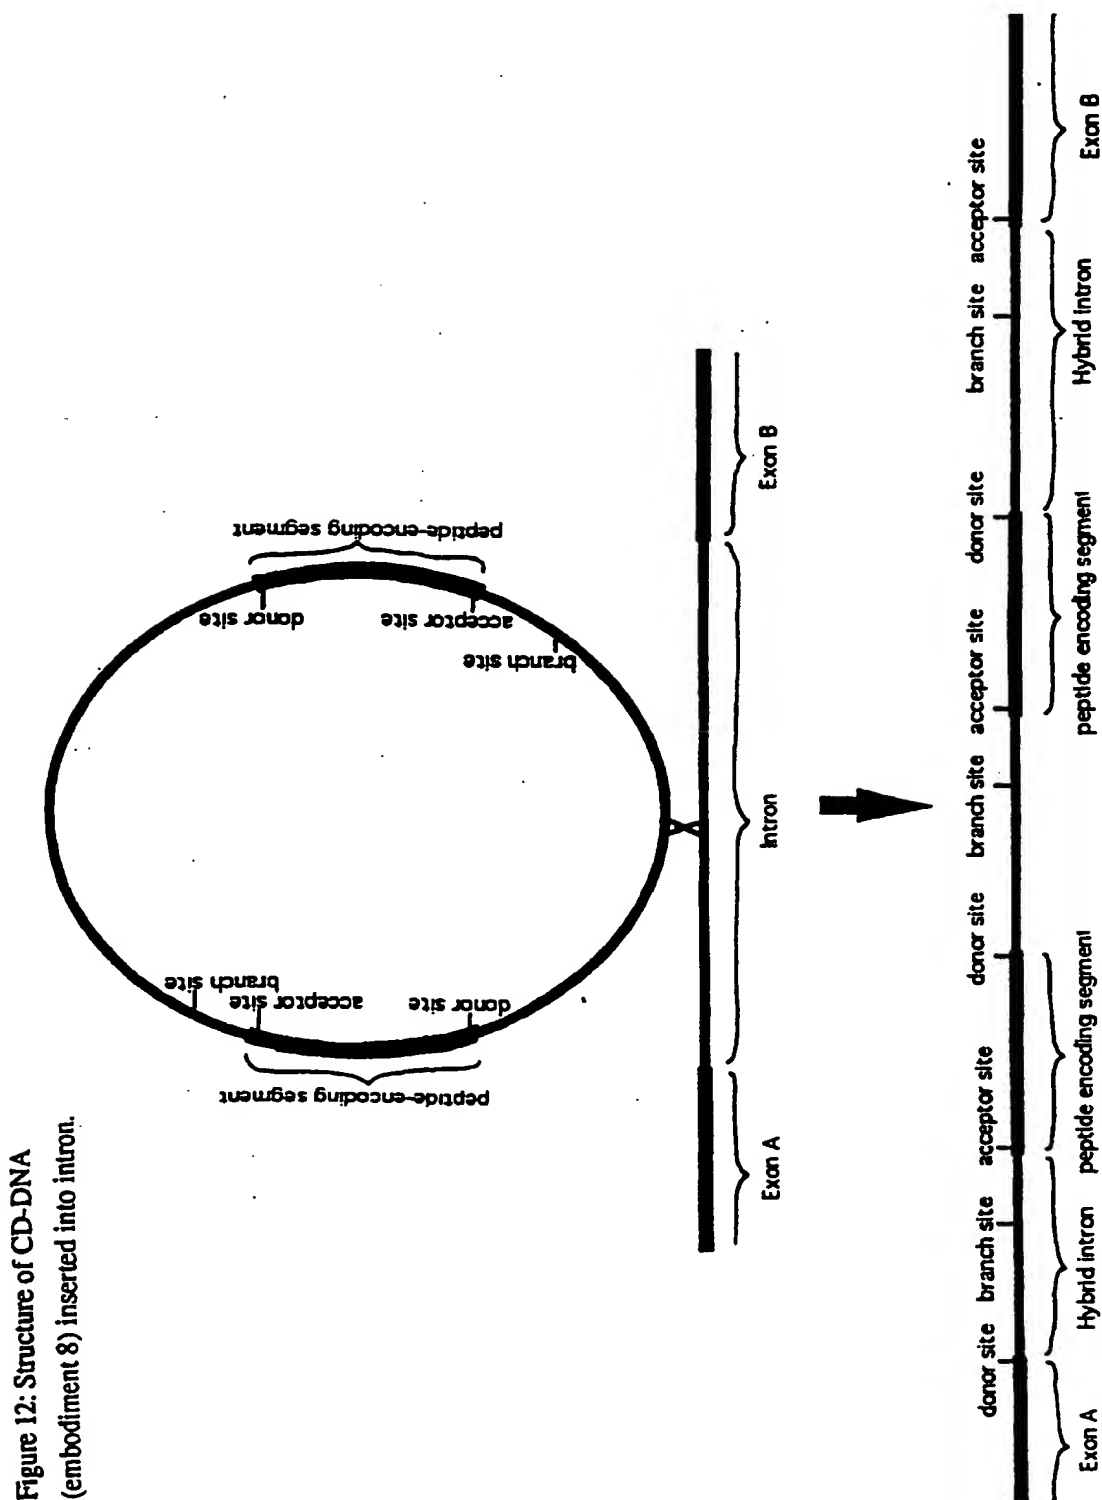 Figure 12: Structure of CD-DNA
(embodiment 8) inserted into intron.
peptide-encoding segment
branch site
acceptor site
donor site
peptide-encoding segment
donor site
acceptor site
branch site
Exon A
Intron
Exon B
donor site branch site acceptor site donor site branch site acceptor site donor site branch site acceptor site
Exon A Hybrid intron peptide encoding segment peptide encoding segment Hybrid intron Exon B